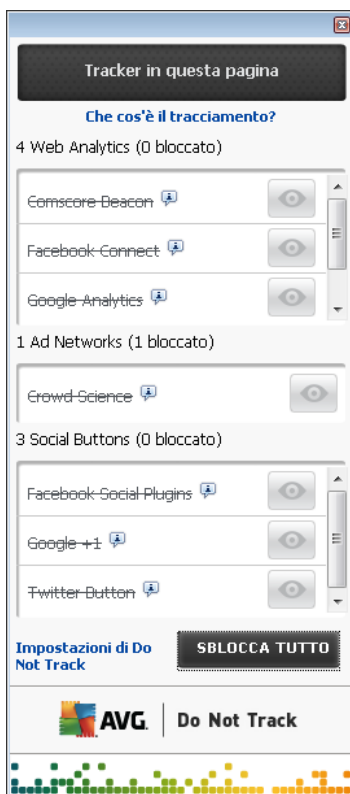 Tracker in questa pagina
Che cos'è il tracciamento?
4 Web Analytics (0 bloccato)
Comscore Beacon
Facebook Connect
Google Analytics
1 Ad Networks (1 bloccato)
Crowd Science
3 Social Buttons (0 bloccato)
Facebook Social Plugins
Google +1
Twitter Button
Impostazioni di Do
Not Track
SBLOCCA TUTTO
AVG. Do Not Track